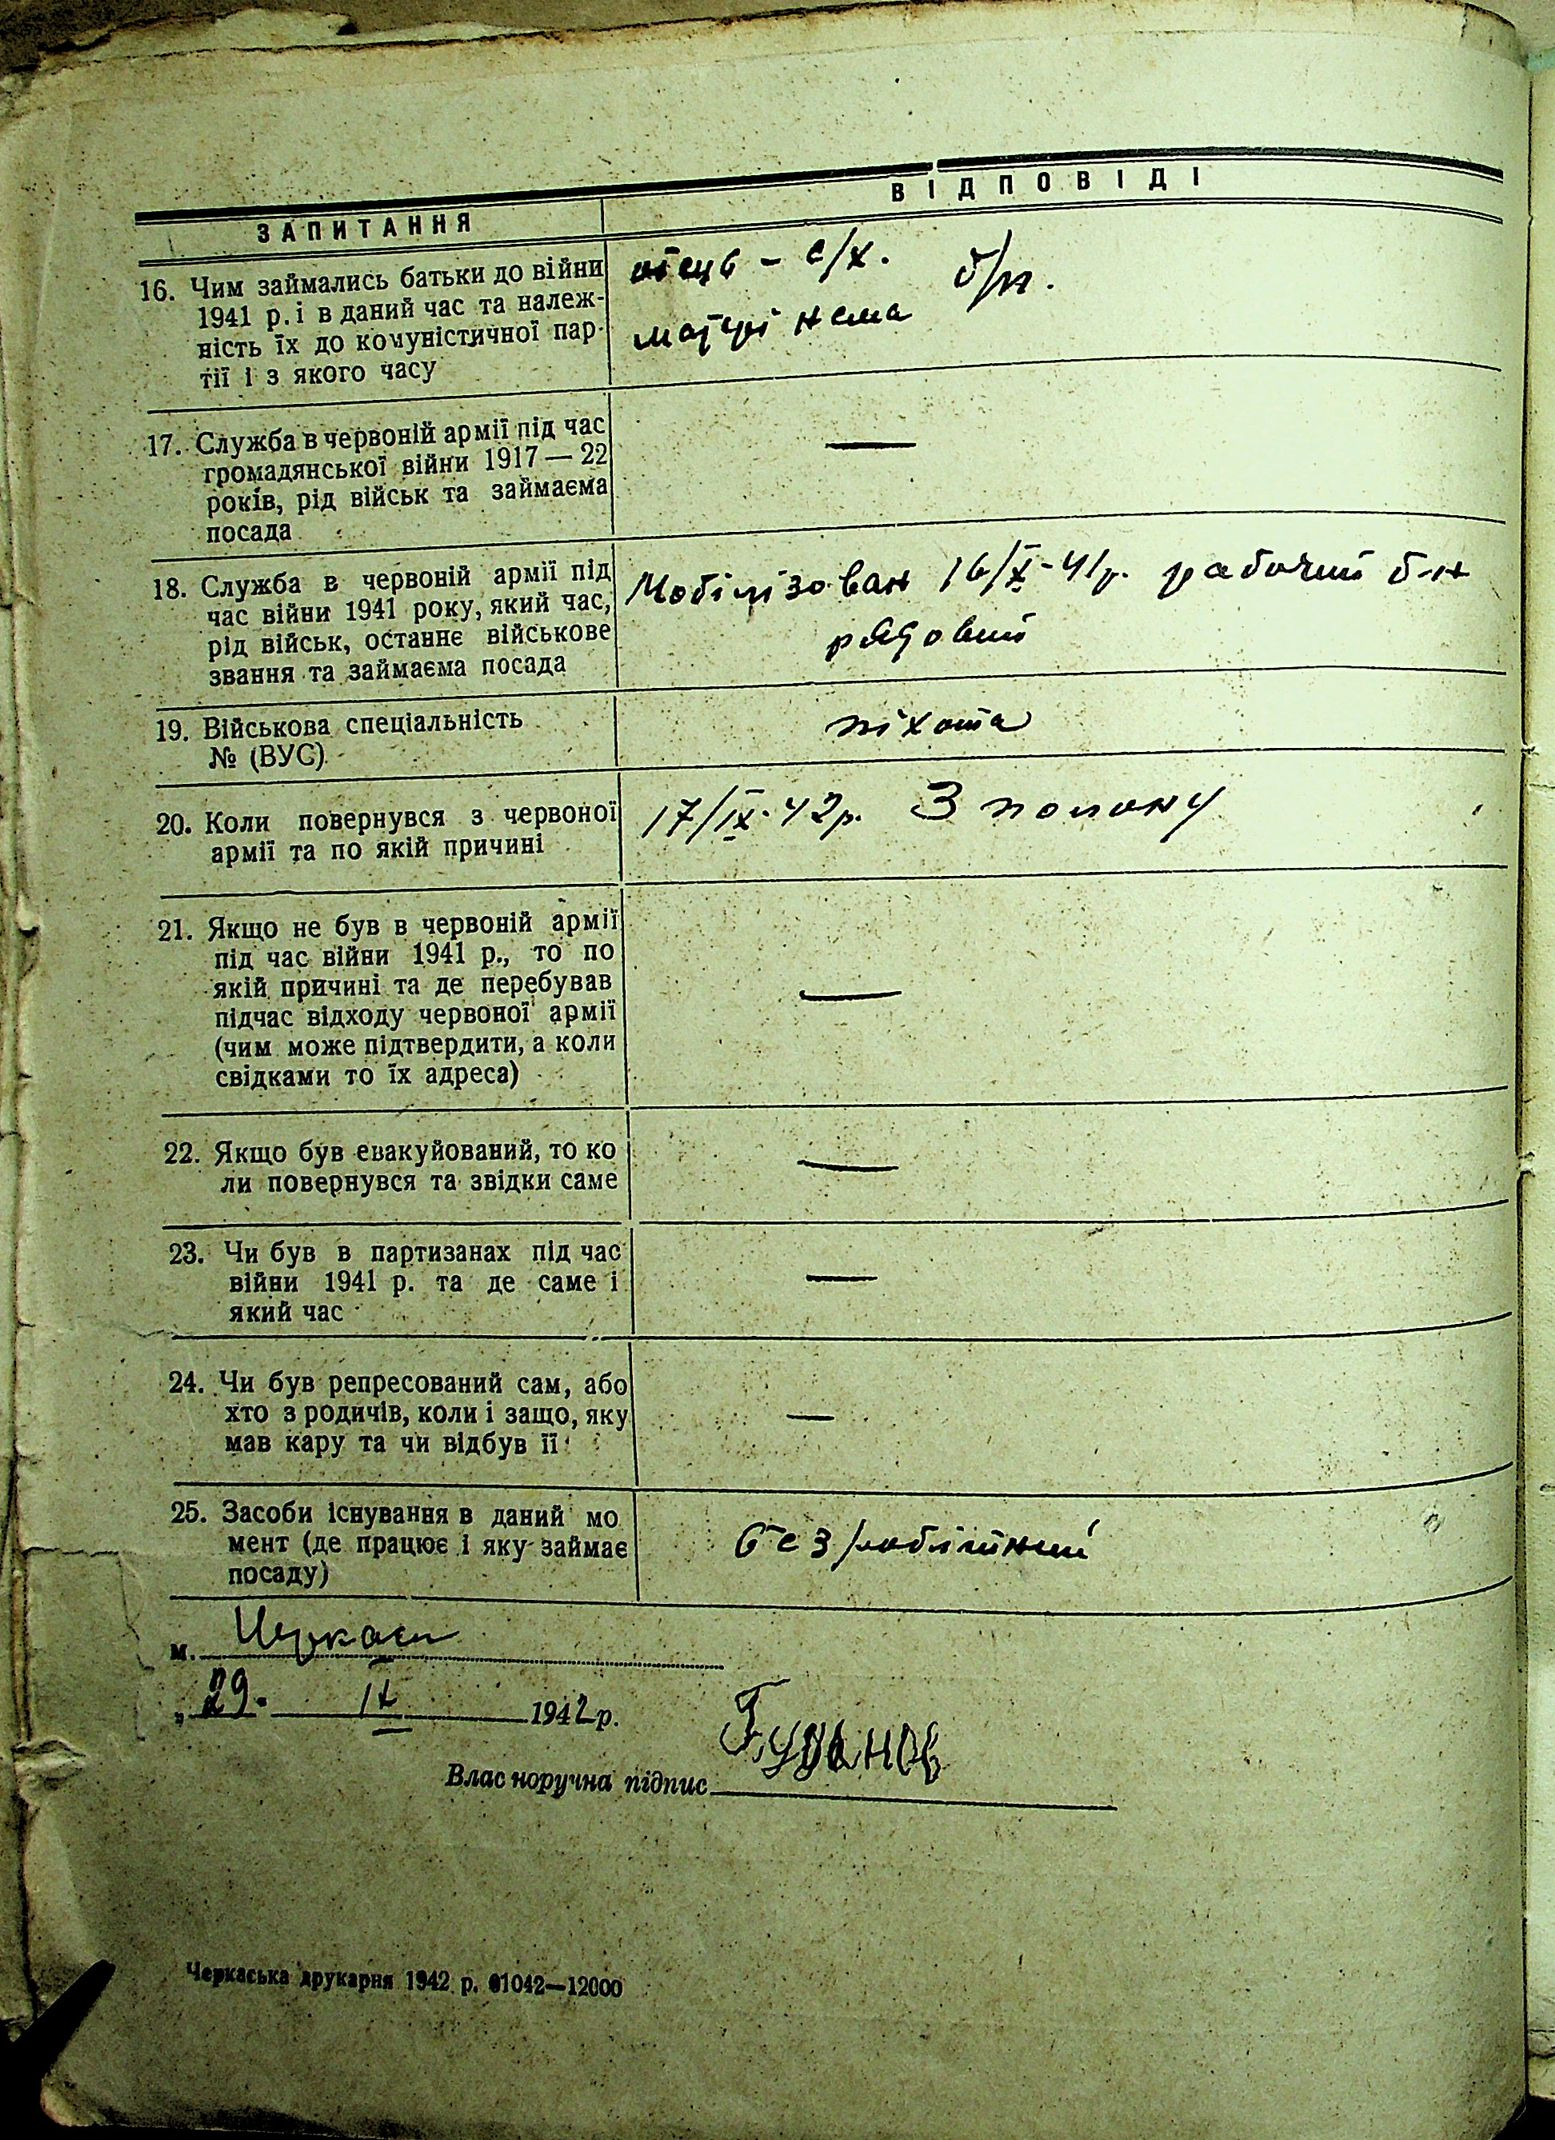 ЗАПИТАННЯ
ВІДПОВІДІ
16. Чим займались батьки до війни
1941 р. і в даний час та належ-
ність їх до комуністичної пар-
тії і з якого часу
отець – с/х. б/п.
матері нема
17. Служба в червоній армії під час
громадянської війни 1917 — 22
років, рід військ та займаєма
посада
—
18. Служба в червоній армії під
час війни 1941 року, який час,
рід військ, останнє військове
звання та займаєма посада
Мобілізован 16/X-41р. рабочий б-н
рядовий
19. Військова спеціальність
№ (ВУС)
піхота
20. Коли повернувся з червоної
армії та по якій причині
17/IX-42р. З полону
21. Якщо не був в червоній армії
під час війни 1941 р., то по
якій причині та де перебував
підчас відходу червоної армії
(чим може підтвердити, а коли
свідками то їх адреса)
—
22. Якщо був евакуйований, то ко
ли повернувся та звідки саме
—
23. Чи був в партизанах під час
війни 1941 р. та де саме і
який час
—
24. Чи був репресований сам, або
хто з родичів, коли і защо, яку
мав кару та чи відбув її
—
25. Засоби існування в даний мо
мент (де працює і яку займає
посаду)
безробітний
м. Черкаси
„ 29. IX 1942 р.
Власноручна підпис
Черкаська друкарня 1942 р. 01042—12000